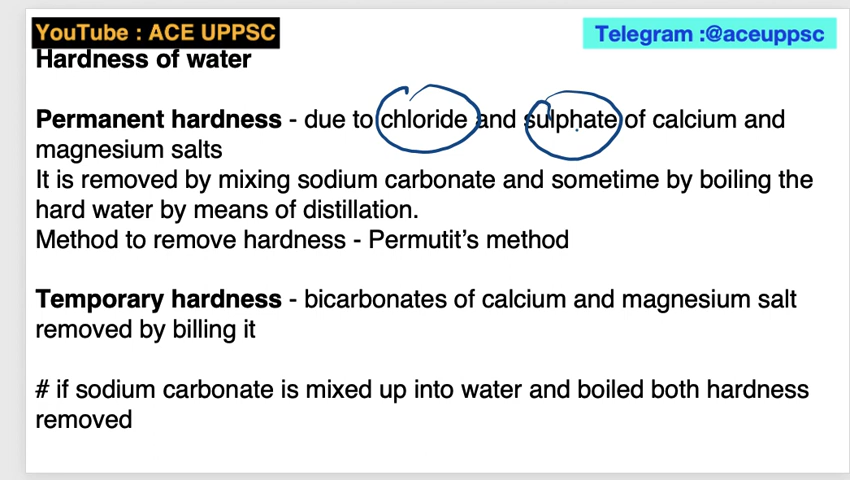 YouTube : ACE UPPSC
Telegram :@aceuppsc
Hardness of water
Permanent hardness - due to chloride and sulphate of calcium and
magnesium salts
It is removed by mixing sodium carbonate and sometime by boiling the
hard water by means of distillation.
Method to remove hardness - Permutit’s method
Temporary hardness - bicarbonates of calcium and magnesium salt
removed by billing it
# if sodium carbonate is mixed up into water and boiled both hardness
removed